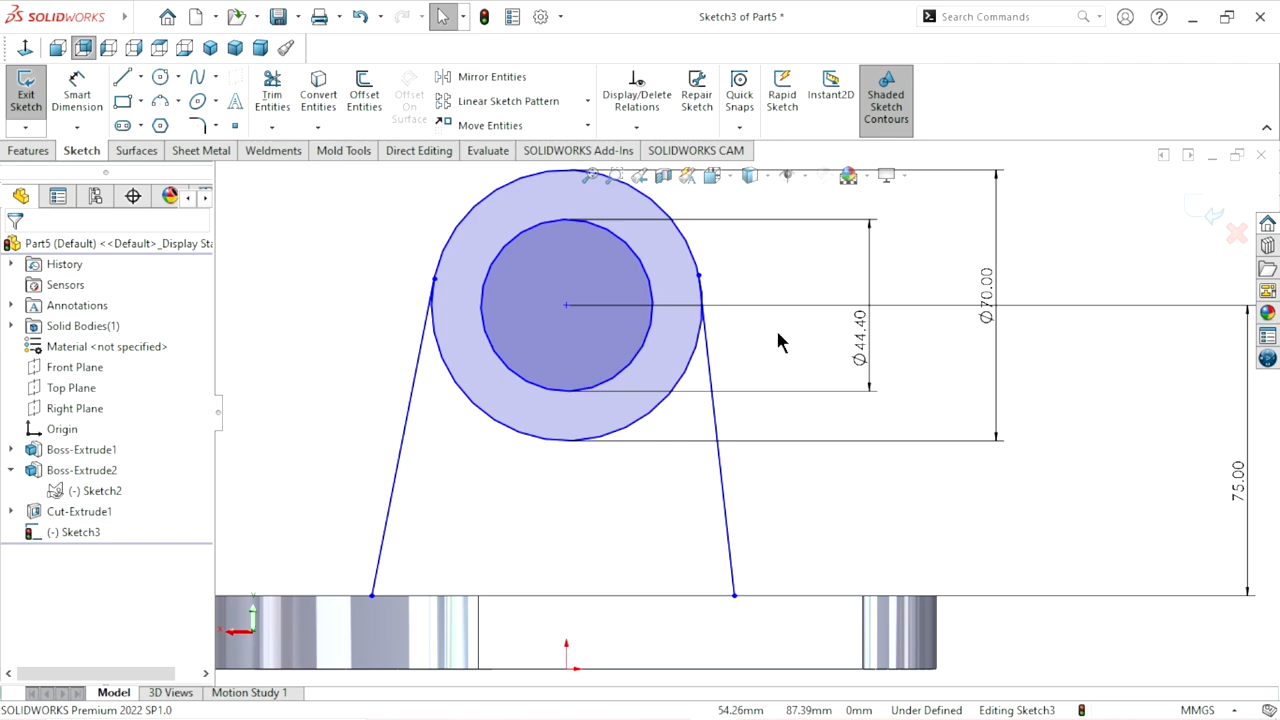 SOLIDWORKS
Sketch3 of Part5 *
Search Commands
Exit Sketch
Smart Dimension
Trim Entities
Convert Entities
Offset Entities
Offset On Surface
Mirror Entities
Linear Sketch Pattern
Move Entities
Display/Delete Relations
Repair Sketch
Quick Snaps
Rapid Sketch
Instant2D
Shaded Sketch Contours
Features
Sketch
Surfaces
Sheet Metal
Weldments
Mold Tools
Direct Editing
Evaluate
SOLIDWORKS Add-Ins
SOLIDWORKS CAM
Part5 (Default) <<Default>_Display Sta
History
Sensors
Annotations
Solid Bodies(1)
Material <not specified>
Front Plane
Top Plane
Right Plane
Origin
Boss-Extrude1
Boss-Extrude2
(-) Sketch2
Cut-Extrude1
(-) Sketch3
Ø44.40
Ø70.00
75.00
Y
X
Model
3D Views
Motion Study 1
SOLIDWORKS Premium 2022 SP1.0
54.26mm
87.39mm
0mm
Under Defined
Editing Sketch3
MMGS